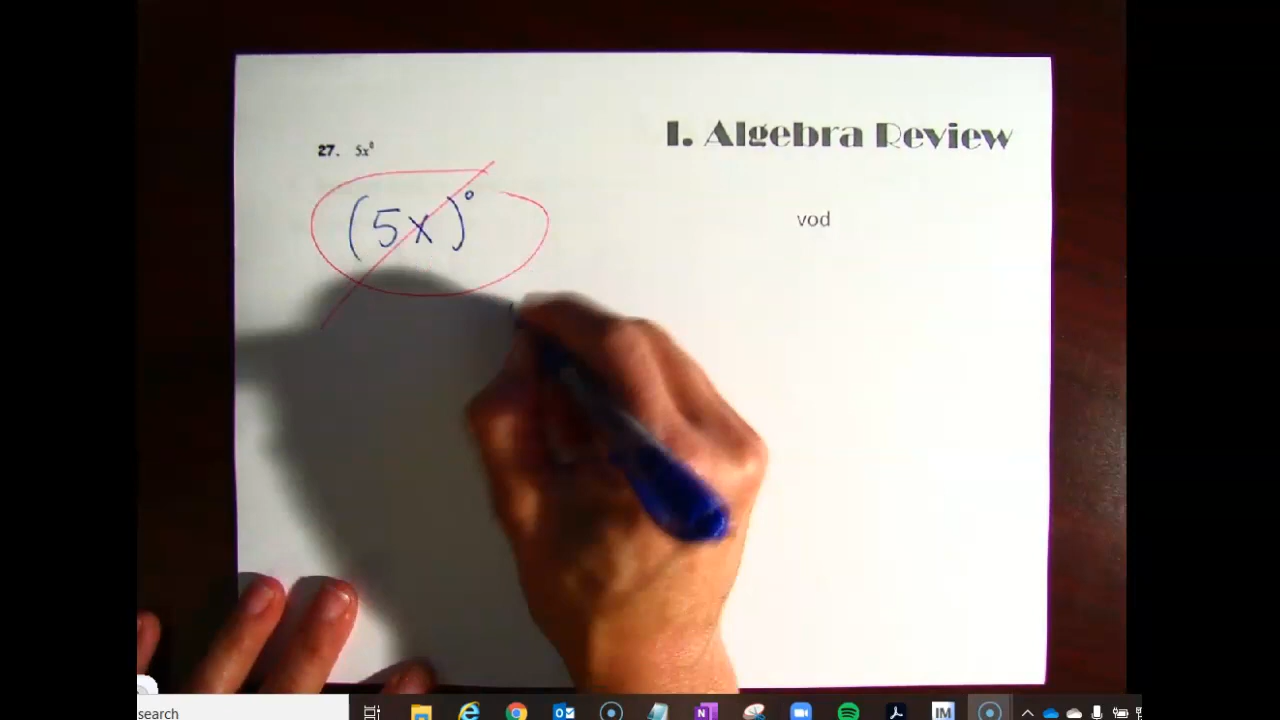 I. Algebra Review
27. 5x⁰
(5x)⁰
vod
search